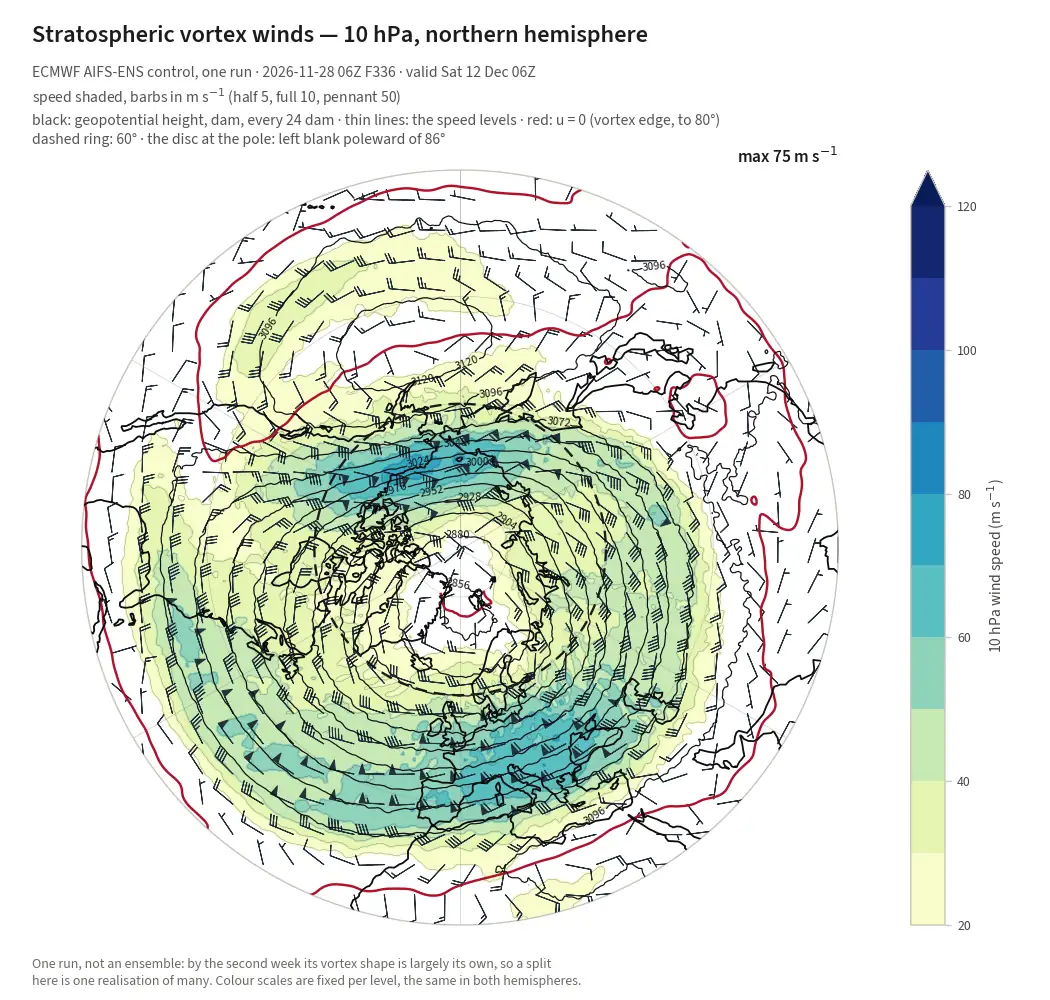 Stratospheric vortex winds — 10 hPa, northern hemisphere
ECMWF AIFS-ENS control, one run · 2026-11-28 06Z F336 · valid Sat 12 Dec 06Z
speed shaded, barbs in m s⁻¹ (half 5, full 10, pennant 50)
black: geopotential height, dam, every 24 dam · thin lines: the speed levels · red: u = 0 (vortex edge, to 80°)
dashed ring: 60° · the disc at the pole: left blank poleward of 86°
max 75 m s⁻¹
120
100
80
60
40
20
10 hPa wind speed (m s⁻¹)
3096
3096
3120
3120
3096
3072
3024
3000
2952
2928
2904
2880
2856
3096
One run, not an ensemble: by the second week its vortex shape is largely its own, so a split
here is one realisation of many. Colour scales are fixed per level, the same in both hemispheres.